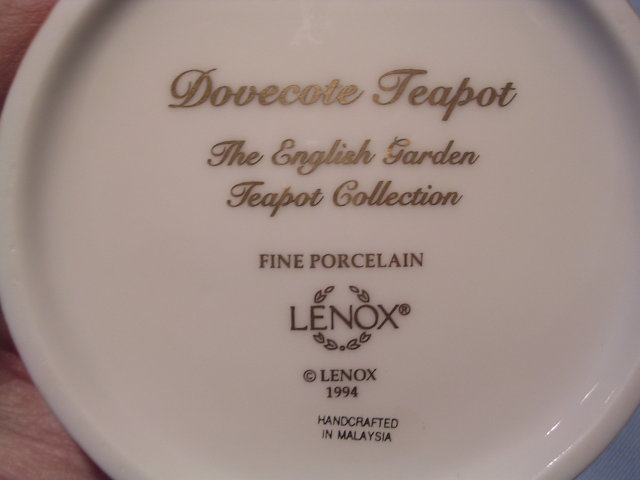 Dovecote Teapot
The English Garden
Teapot Collection
FINE PORCELAIN
LENOX®
© LENOX
1994
HANDCRAFTED
IN MALAYSIA